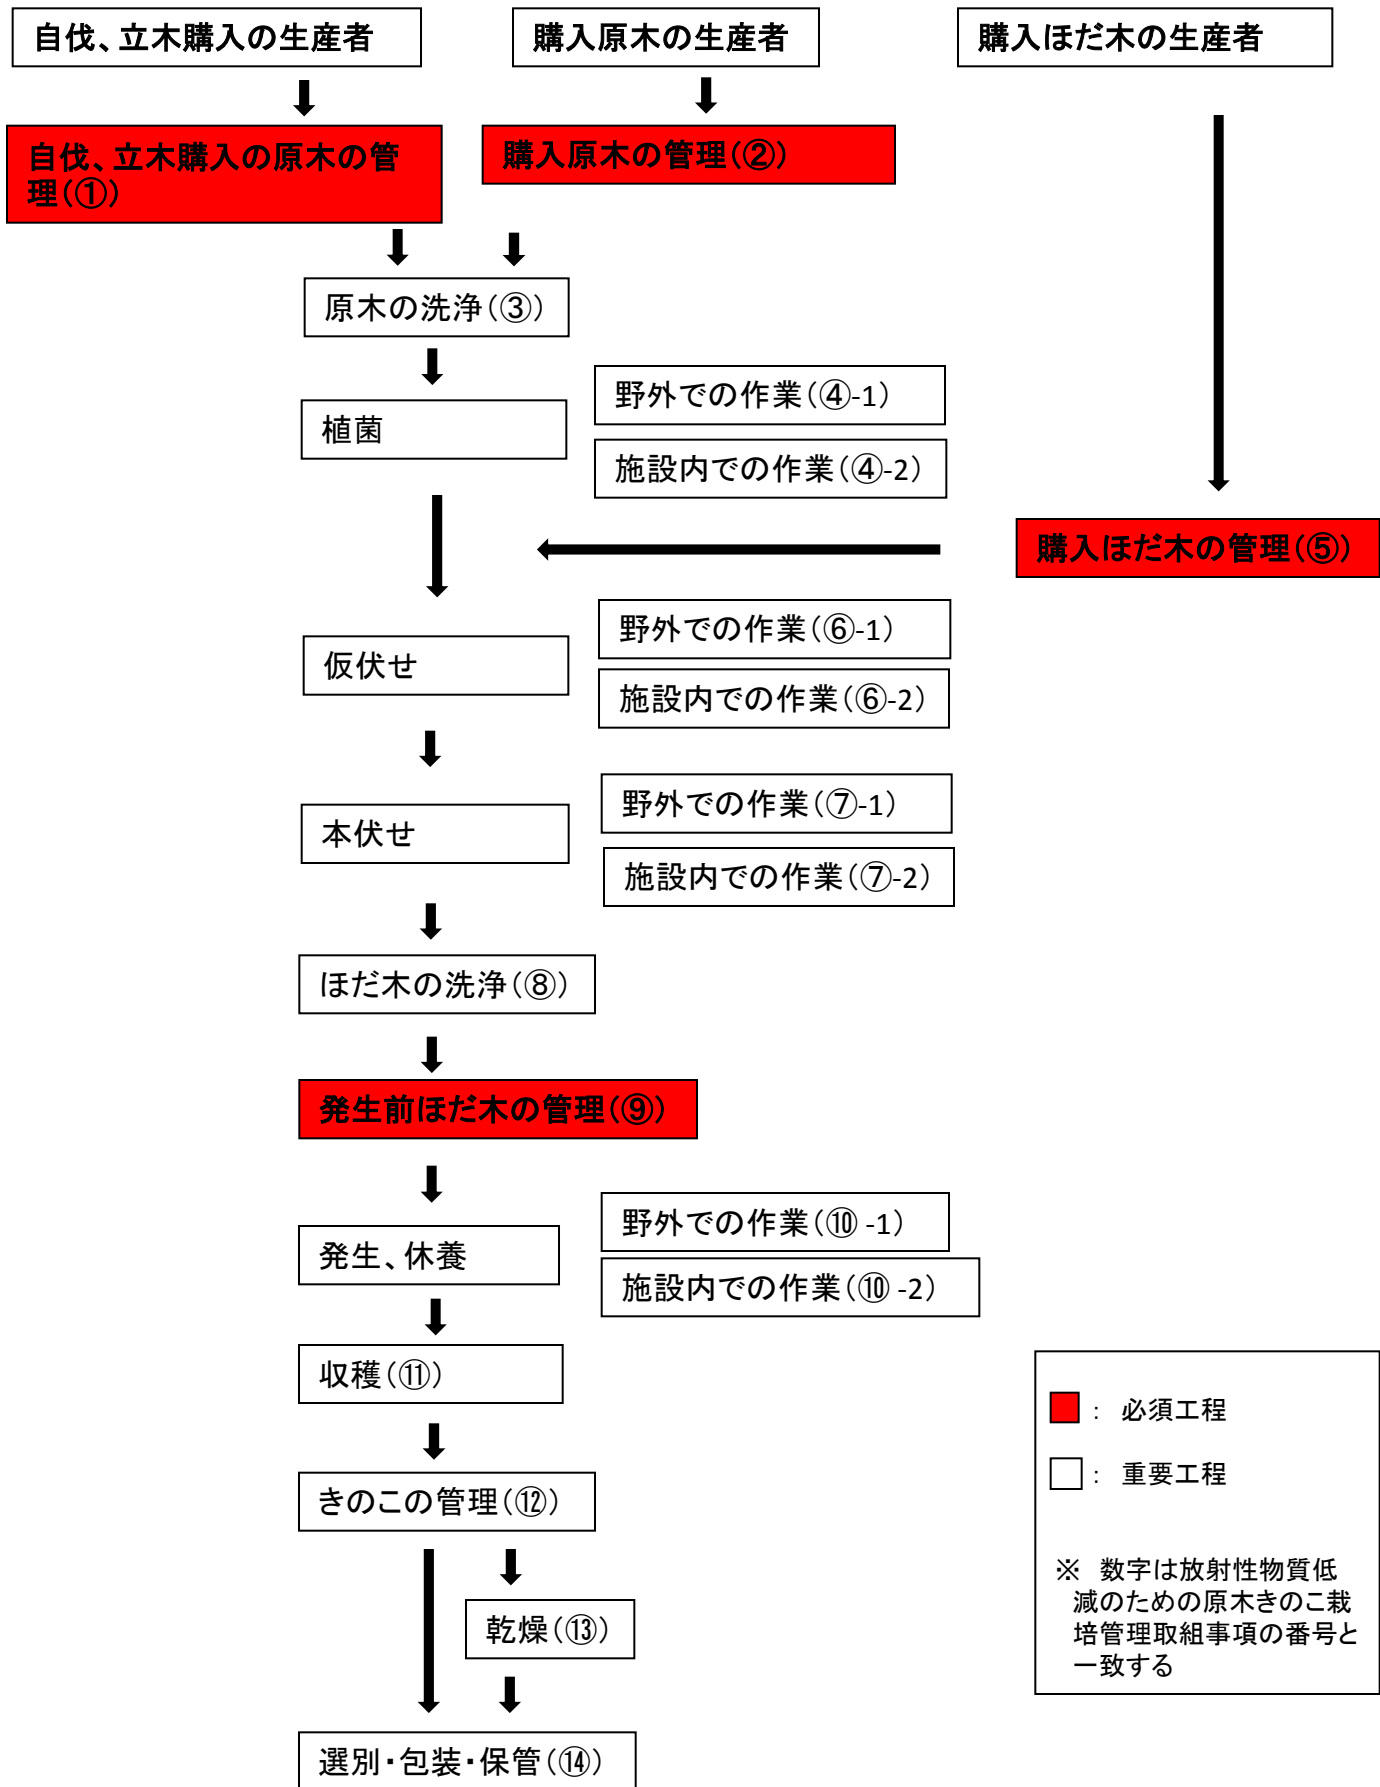 自伐、立木購入の生産者
購入原木の生産者
購入ほだ木の生産者
自伐、立木購入の原木の管
理(①)
購入原木の管理(②)
原木の洗浄(③)
植菌
野外での作業(④-1)
施設内での作業(④-2)
購入ほだ木の管理(⑤)
仮伏せ
野外での作業(⑥-1)
施設内での作業(⑥-2)
本伏せ
野外での作業(⑦-1)
施設内での作業(⑦-2)
ほだ木の洗浄(⑧)
発生前ほだ木の管理(⑨)
発生、休養
野外での作業(⑩ -1)
施設内での作業(⑩ -2)
収穫(⑪)
きのこの管理(⑫)
乾燥(⑬)
選別・包装・保管(⑭)
： 必須工程
： 重要工程
※ 数字は放射性物質低
減のための原木きのこ栽
培管理取組事項の番号と
一致する